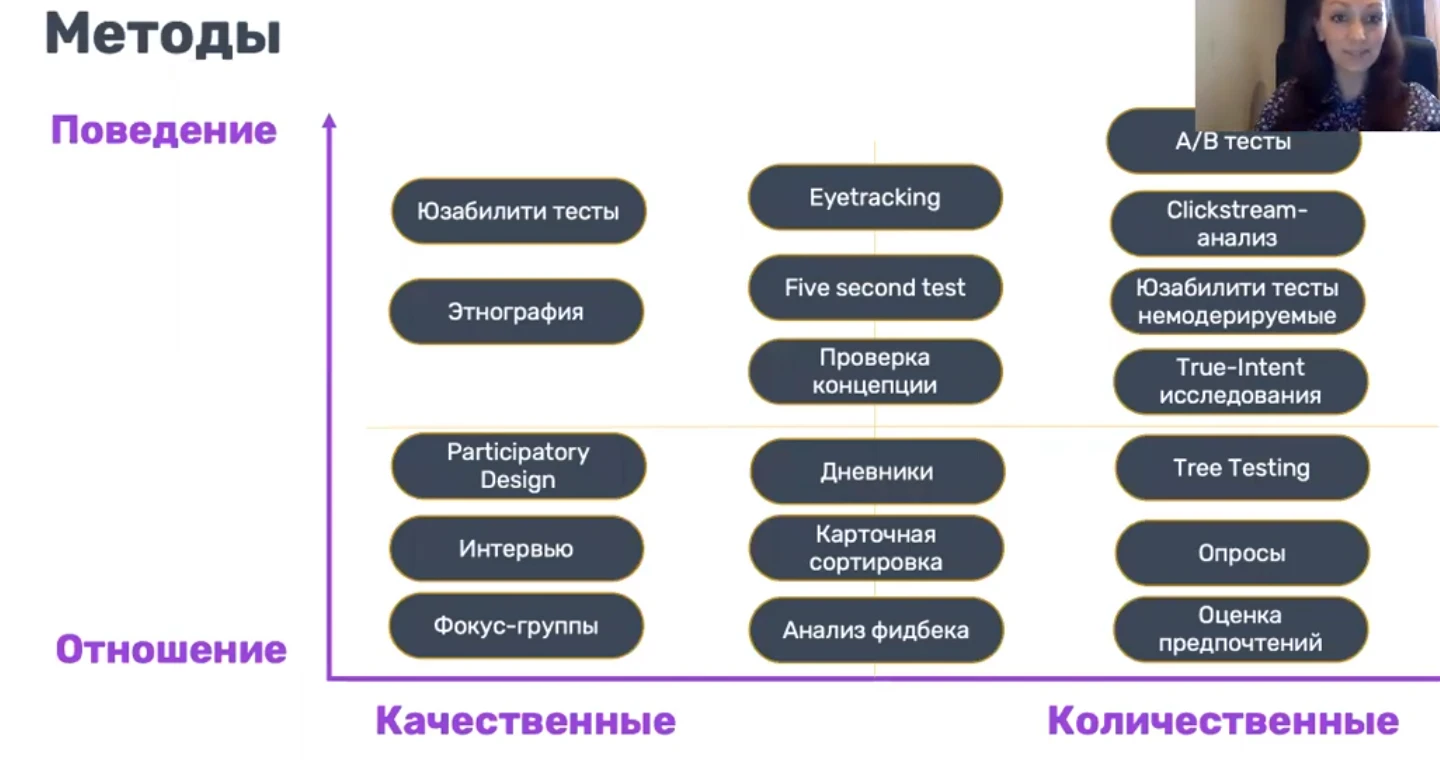 Методы
Поведение
Юзабилити тесты
Этнография
Participatory
Design
Интервью
Фокус-группы
Eyetracking
Five second test
Проверка
концепции
Дневники
Карточная
сортировка
Анализ фидбека
A/B тесты
Clickstream-
анализ
Юзабилити тесты
немодерируемые
True-Intent
исследования
Tree Testing
Опросы
Оценка
предпочтений
Отношение
Качественные
Количественные